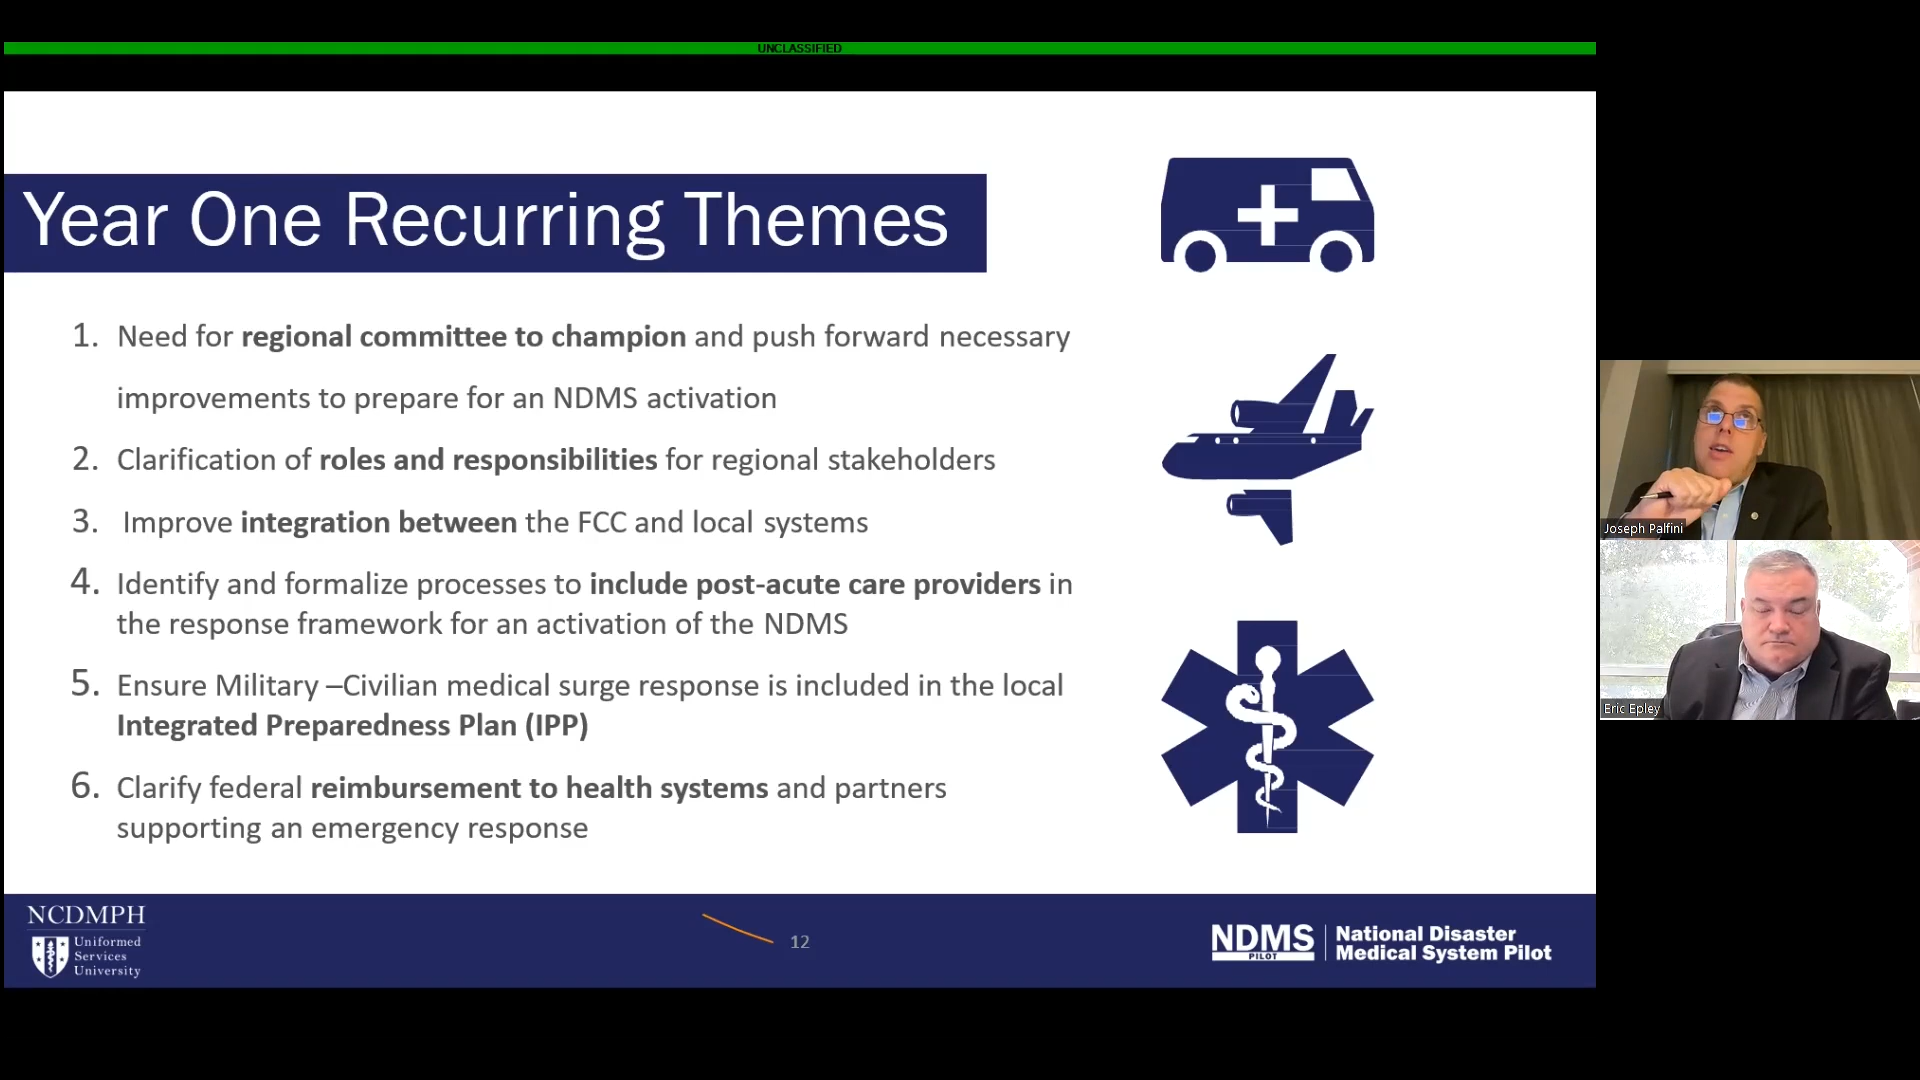 UNCLASSIFIED
Year One Recurring Themes
1. Need for regional committee to champion and push forward necessary
improvements to prepare for an NDMS activation
2. Clarification of roles and responsibilities for regional stakeholders
3. Improve integration between the FCC and local systems
4. Identify and formalize processes to include post-acute care providers in
the response framework for an activation of the NDMS
5. Ensure Military –Civilian medical surge response is included in the local
Integrated Preparedness Plan (IPP)
6. Clarify federal reimbursement to health systems and partners
supporting an emergency response
Joseph Palfini
Eric Epley
NCDMPH
Uniformed
Services
University
12
NDMS
PILOT
National Disaster
Medical System Pilot